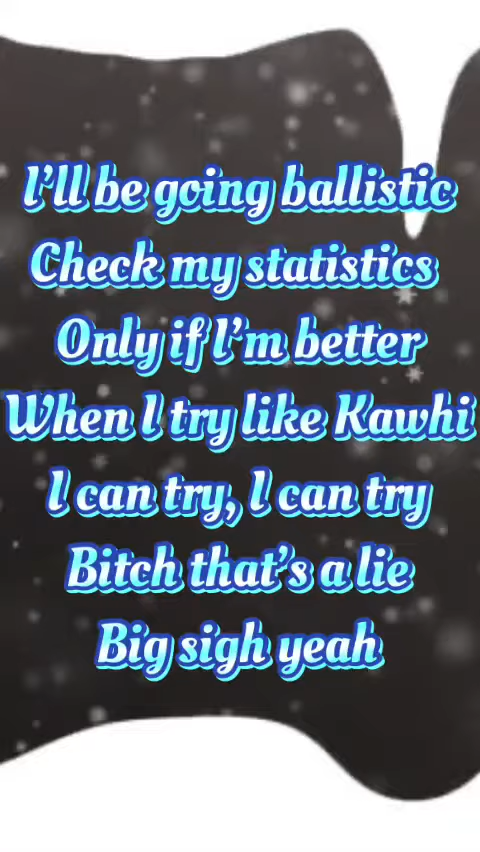 I'll be going ballistic
Check my statistics
Only if I'm better
When I try like Kawhi
I can try, I can try
Bitch that's a lie
Big sigh yeah